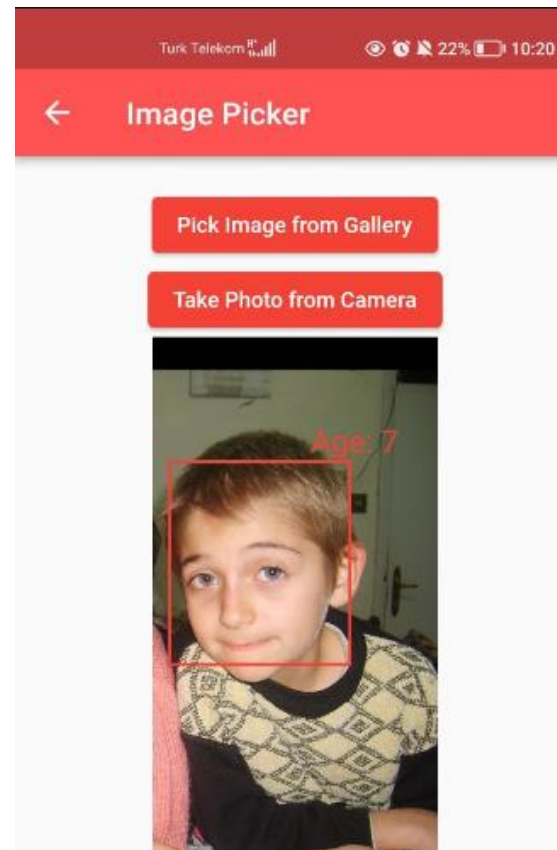 Turk Telekom 22% 10:20
Image Picker
Pick Image from Gallery
Take Photo from Camera
Age: 7